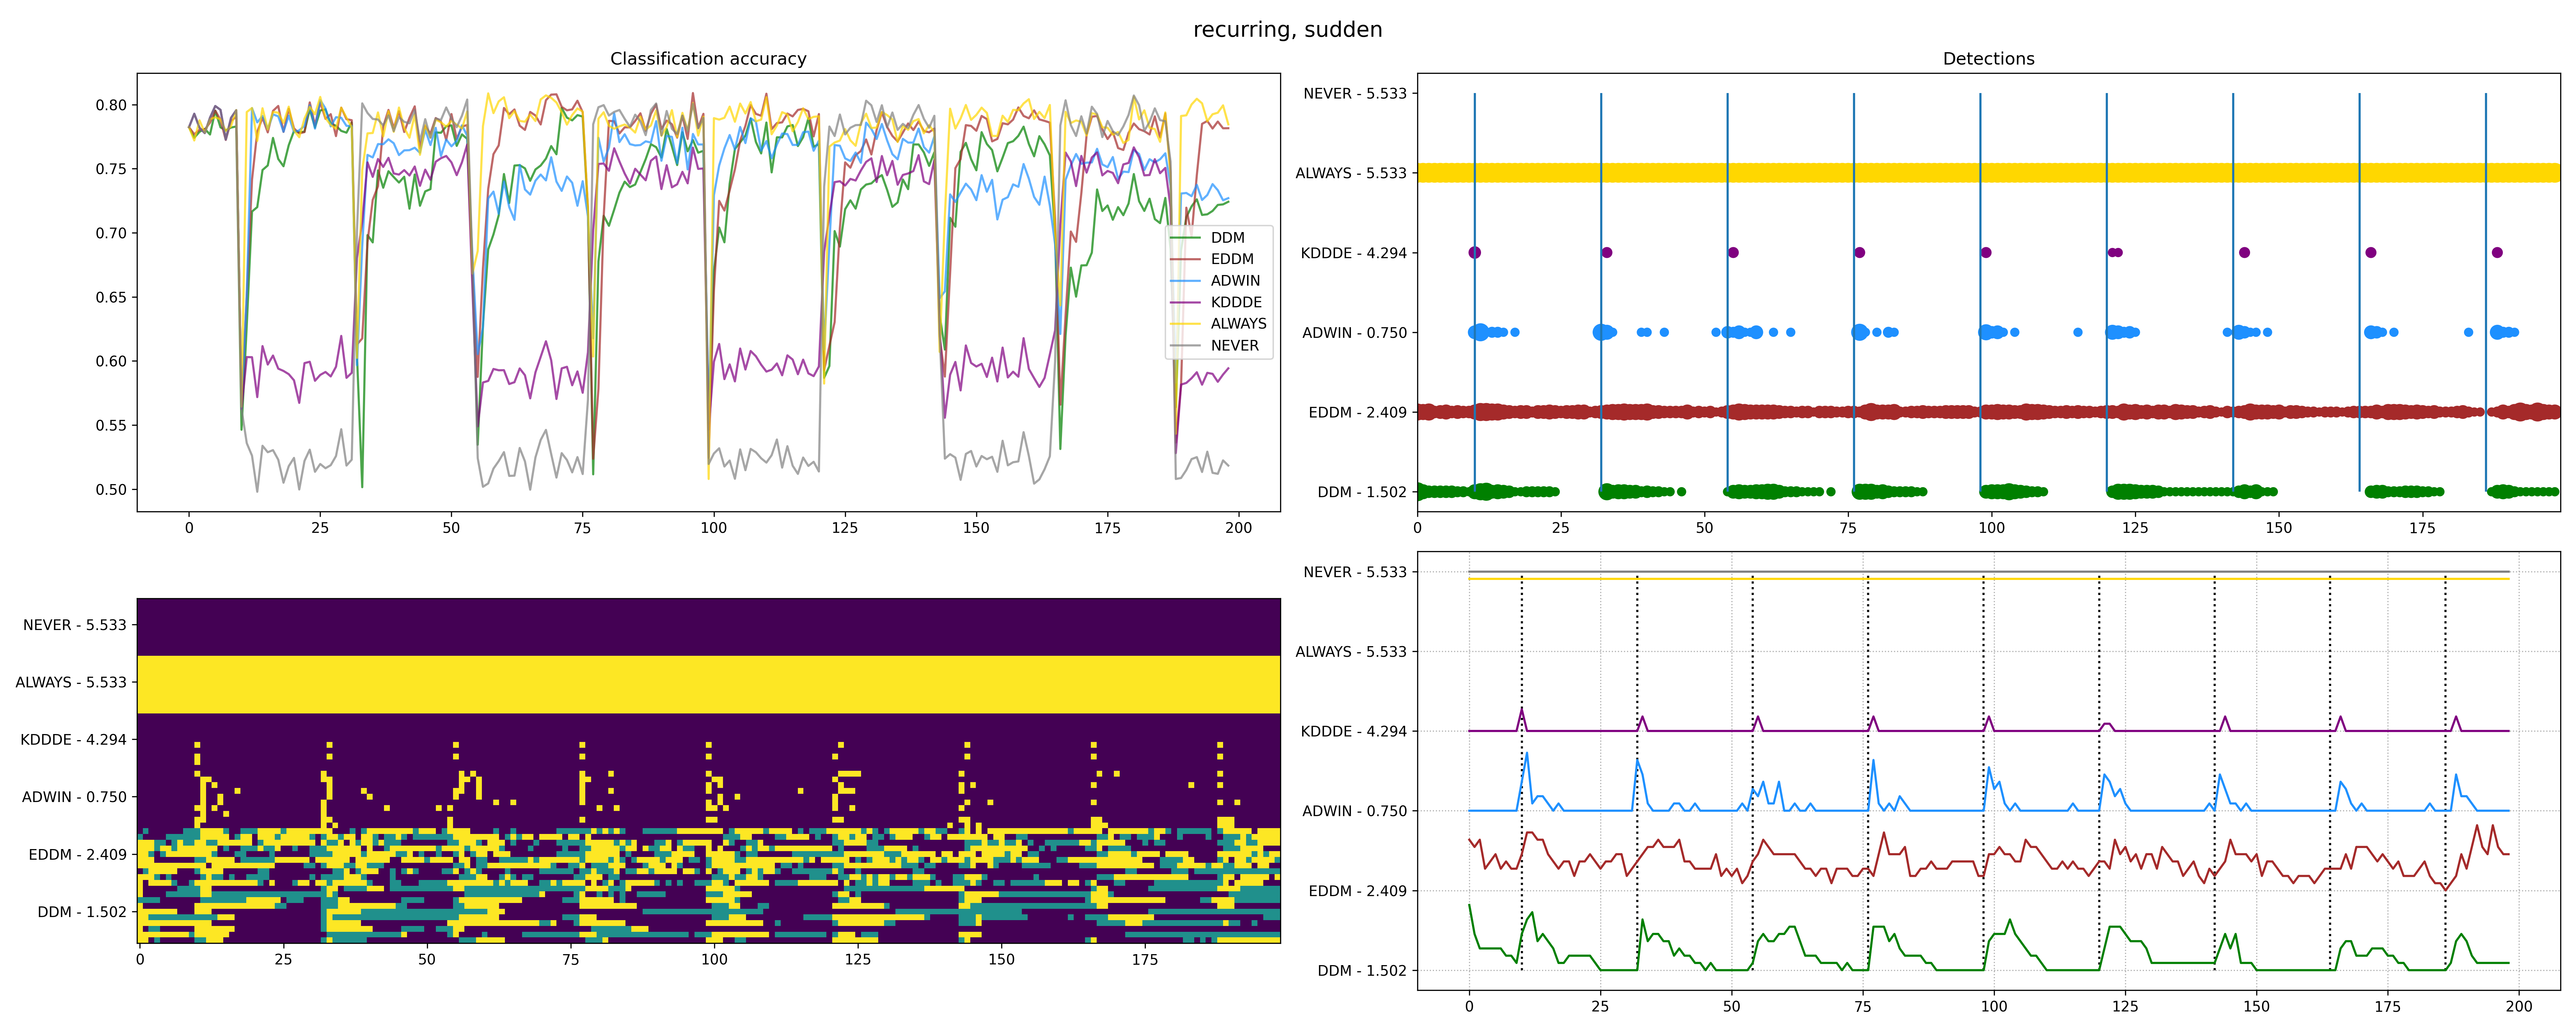 recurring, sudden
Classification accuracy
0.80
0.75
0.70
0.65
0.60
0.55
0.50
0 25 50 75 100 125 150 175 200
DDM
EDDM
ADWIN
KDDDE
ALWAYS
NEVER
Detections
NEVER - 5.533
ALWAYS - 5.533
KDDDE - 4.294
ADWIN - 0.750
EDDM - 2.409
DDM - 1.502
0 25 50 75 100 125 150 175
NEVER - 5.533
ALWAYS - 5.533
KDDDE - 4.294
ADWIN - 0.750
EDDM - 2.409
DDM - 1.502
0 25 50 75 100 125 150 175
NEVER - 5.533
ALWAYS - 5.533
KDDDE - 4.294
ADWIN - 0.750
EDDM - 2.409
DDM - 1.502
0 25 50 75 100 125 150 175 200